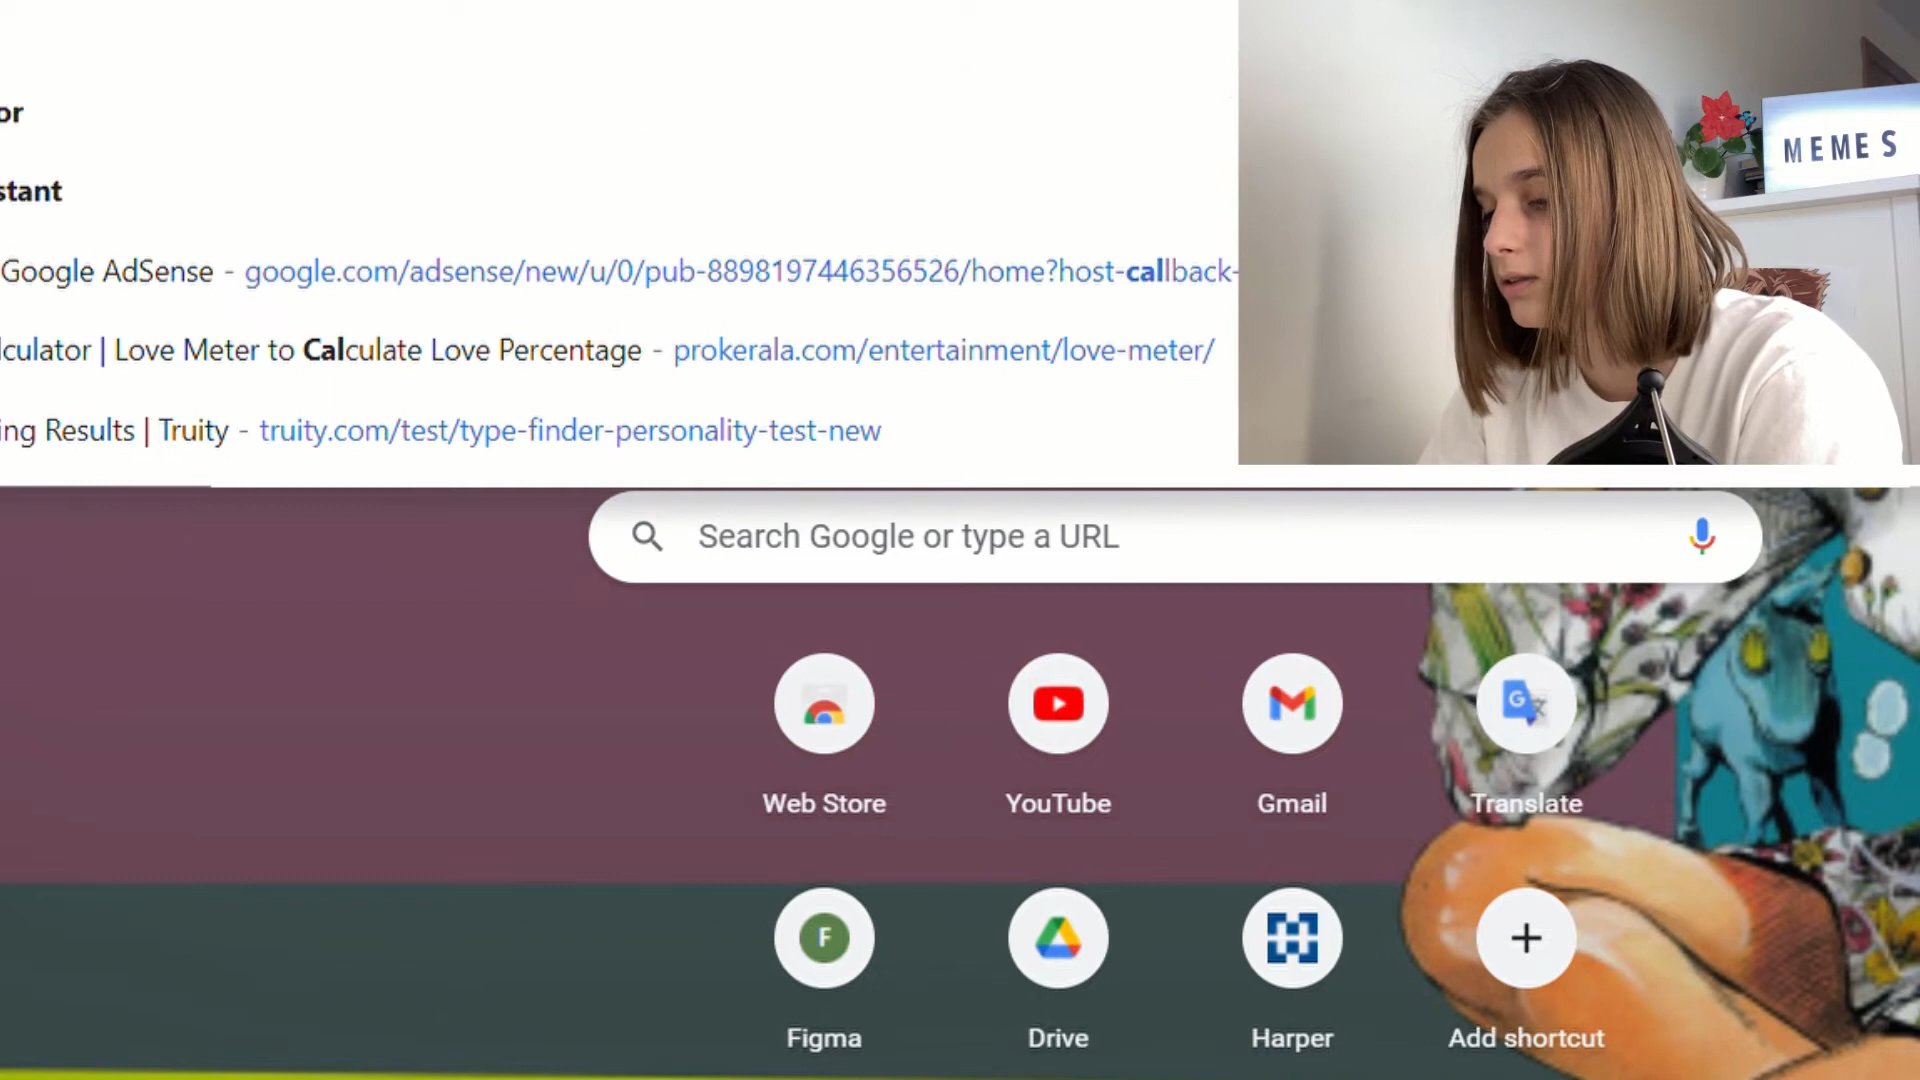 or
stant
Google AdSense - google.com/adsense/new/u/0/pub-8898197446356526/home?host-callback-
lculator | Love Meter to Calculate Love Percentage - prokerala.com/entertainment/love-meter/
ing Results | Truity - truity.com/test/type-finder-personality-test-new
MEMES
Search Google or type a URL
Web Store YouTube Gmail Translate
F
Figma Drive Harper Add shortcut